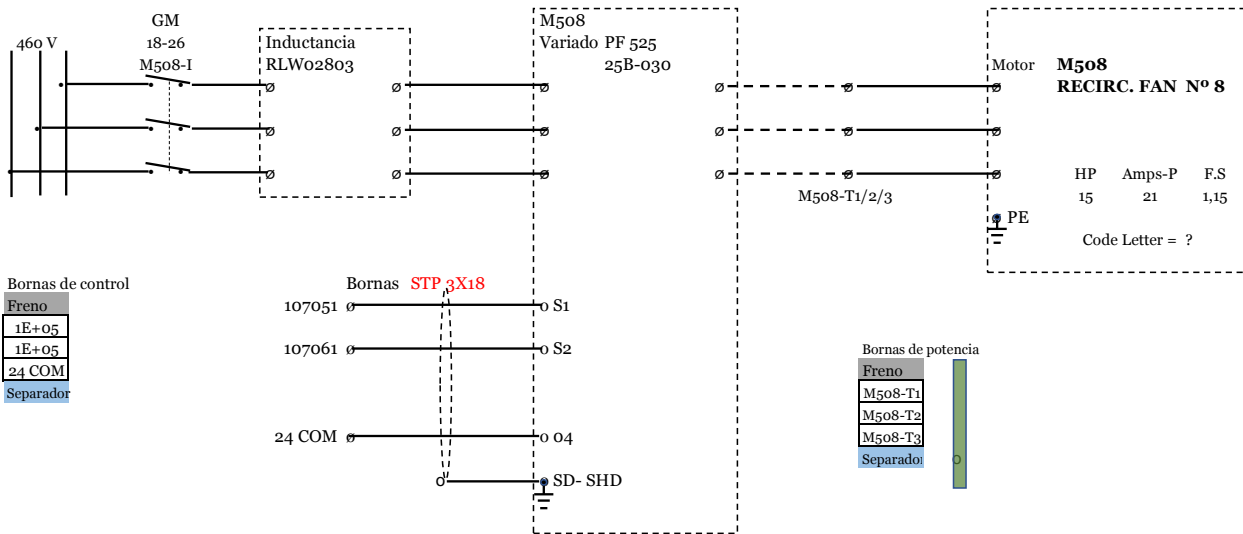 460 V
GM
18-26
M508-I
Inductancia
RLW02803
M508
Variado PF 525
25B-030
Motor M508
RECIRC. FAN Nº 8
HP Amps-P F.S
15 21 1,15
M508-T1/2/3
PE
Code Letter = ?
Bornas de control
Freno
1E+05
1E+05
24 COM
Separador
Bornas STP 3X18
107051 S1
107061 S2
24 COM 04
SD- SHD
Bornas de potencia
Freno
M508-T1
M508-T2
M508-T3
Separador